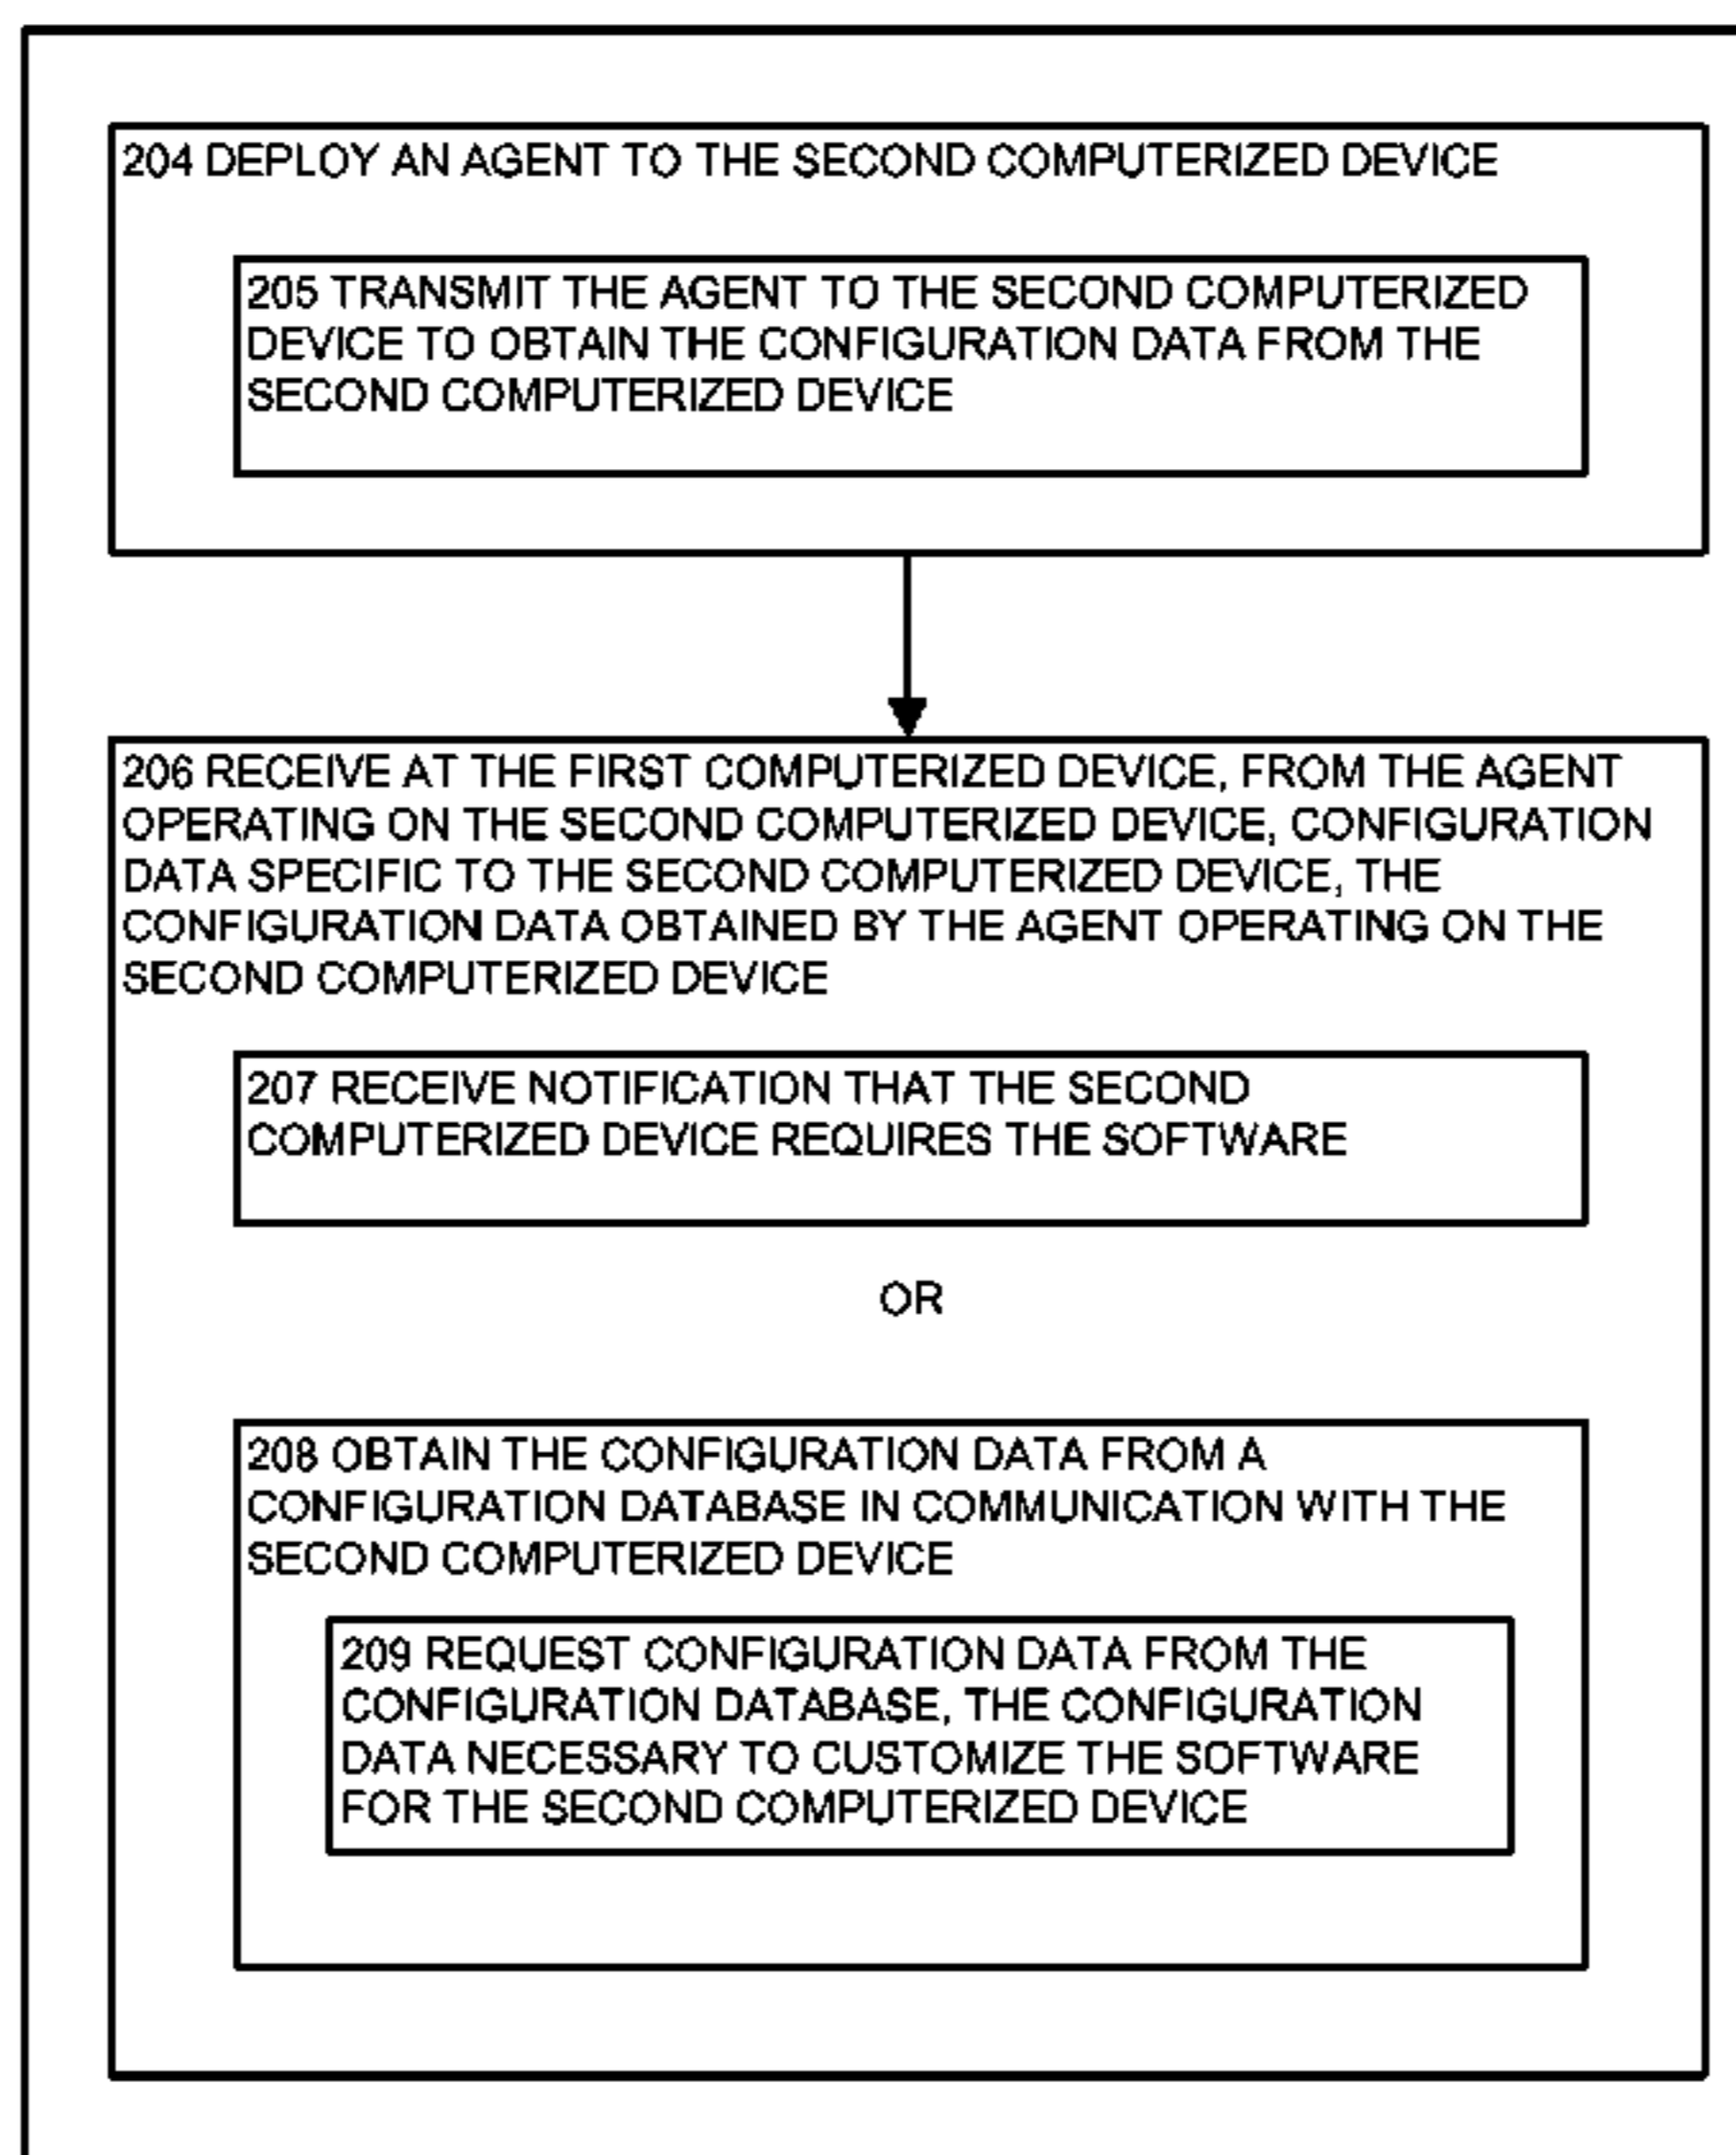 204 DEPLOY AN AGENT TO THE SECOND COMPUTERIZED DEVICE
205 TRANSMIT THE AGENT TO THE SECOND COMPUTERIZED
DEVICE TO OBTAIN THE CONFIGURATION DATA FROM THE
SECOND COMPUTERIZED DEVICE
206 RECEIVE AT THE FIRST COMPUTERIZED DEVICE, FROM THE AGENT
OPERATING ON THE SECOND COMPUTERIZED DEVICE, CONFIGURATION
DATA SPECIFIC TO THE SECOND COMPUTERIZED DEVICE, THE
CONFIGURATION DATA OBTAINED BY THE AGENT OPERATING ON THE
SECOND COMPUTERIZED DEVICE
207 RECEIVE NOTIFICATION THAT THE SECOND
COMPUTERIZED DEVICE REQUIRES THE SOFTWARE
OR
208 OBTAIN THE CONFIGURATION DATA FROM A
CONFIGURATION DATABASE IN COMMUNICATION WITH THE
SECOND COMPUTERIZED DEVICE
209 REQUEST CONFIGURATION DATA FROM THE
CONFIGURATION DATABASE, THE CONFIGURATION
DATA NECESSARY TO CUSTOMIZE THE SOFTWARE
FOR THE SECOND COMPUTERIZED DEVICE